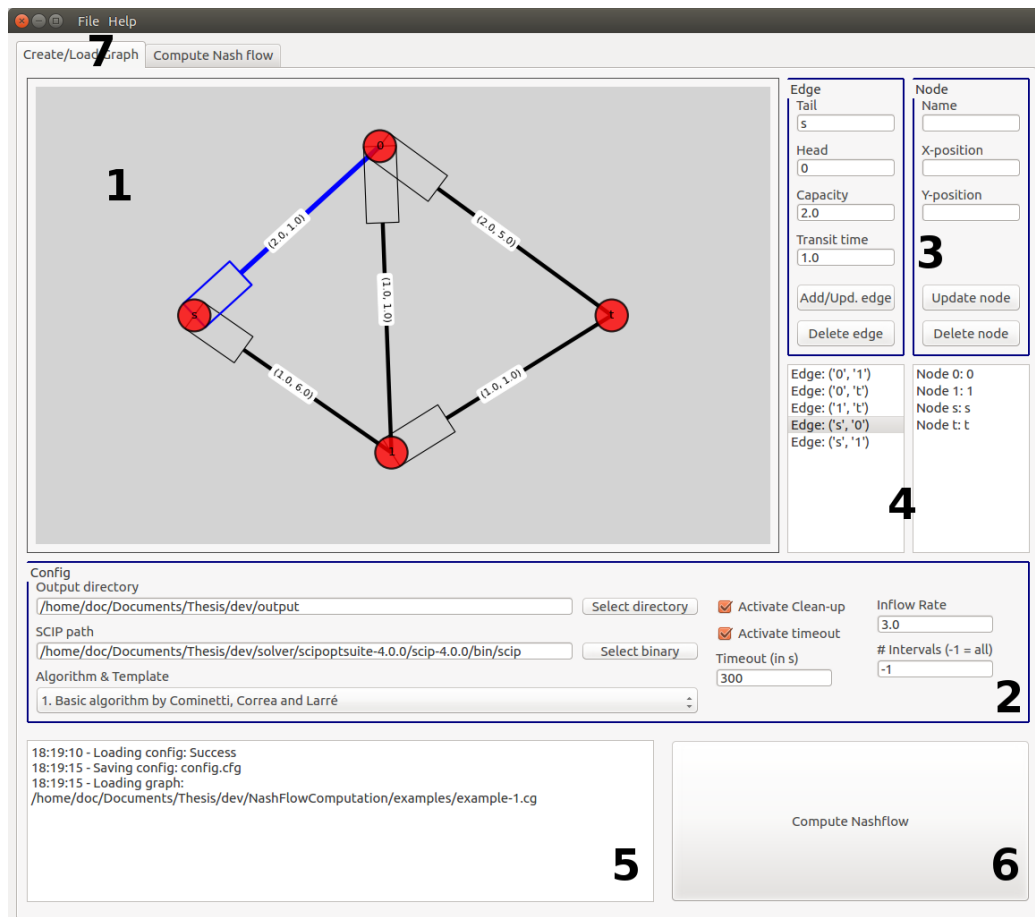 File Help
7
Create/Load Graph Compute Nash flow
1
0
(2.0, 1.0)
(2.0, 5.0)
(1.0, 1.0)
s
t
(1.0, 6.0)
(1.0, 1.0)
1
Edge
Tail
s
Head
0
Capacity
2.0
Transit time
1.0
Add/Upd. edge
Delete edge
Node
Name
X-position
Y-position
3
Update node
Delete node
Edge: ('0', '1')
Edge: ('0', 't')
Edge: ('1', 't')
Edge: ('s', '0')
Edge: ('s', '1')
Node 0: 0
Node 1: 1
Node s: s
Node t: t
4
Config
Output directory
/home/doc/Documents/Thesis/dev/output
Select directory
SCIP path
/home/doc/Documents/Thesis/dev/solver/scipoptsuite-4.0.0/scip-4.0.0/bin/scip
Select binary
Algorithm & Template
1. Basic algorithm by Cominetti, Correa and Larré
Activate Clean-up
Activate timeout
Timeout (in s)
300
Inflow Rate
3.0
# Intervals (-1 = all)
-1
2
18:19:10 - Loading config: Success
18:19:15 - Saving config: config.cfg
18:19:15 - Loading graph:
/home/doc/Documents/Thesis/dev/NashFlowComputation/examples/example-1.cg
5
Compute Nashflow
6